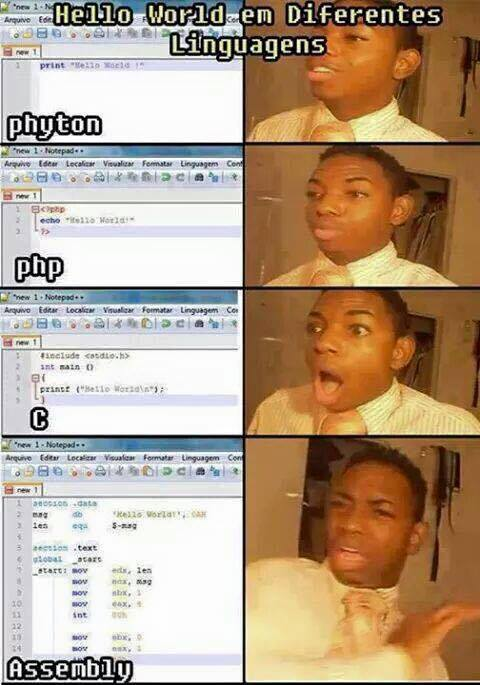 Hello World em Diferentes
Linguagens
*new 1 - No
Arquivo Edit
new 1
1 print "Hello World !"
phyton
*new 1 - Notepad++
Arquivo Editar Localizar Visualizar Formatar Linguagem Conf
new 1
1 <?php
2 echo "Hello World!"
3 ?>
php
*new 1 - Notepad++
Arquivo Editar Localizar Visualizar Formatar Linguagem Co
new 1
1 #include <stdio.h>
2 int main ()
3 {
4 printf ("Hello World\n");
5 }
C
*new 1 - Notepad++
Arquivo Editar Localizar Visualizar Formatar Linguagem Conf
new 1
1 section .data
2 msg db 'Hello World!', 0AH
3 len equ $-msg
4
5 section .text
6 global _start
7 _start: mov edx, len
8 mov ecx, msg
9 mov ebx, 1
10 mov eax, 4
11 int 80h
12
13 mov ebx, 0
14 mov eax, 1
Assembly